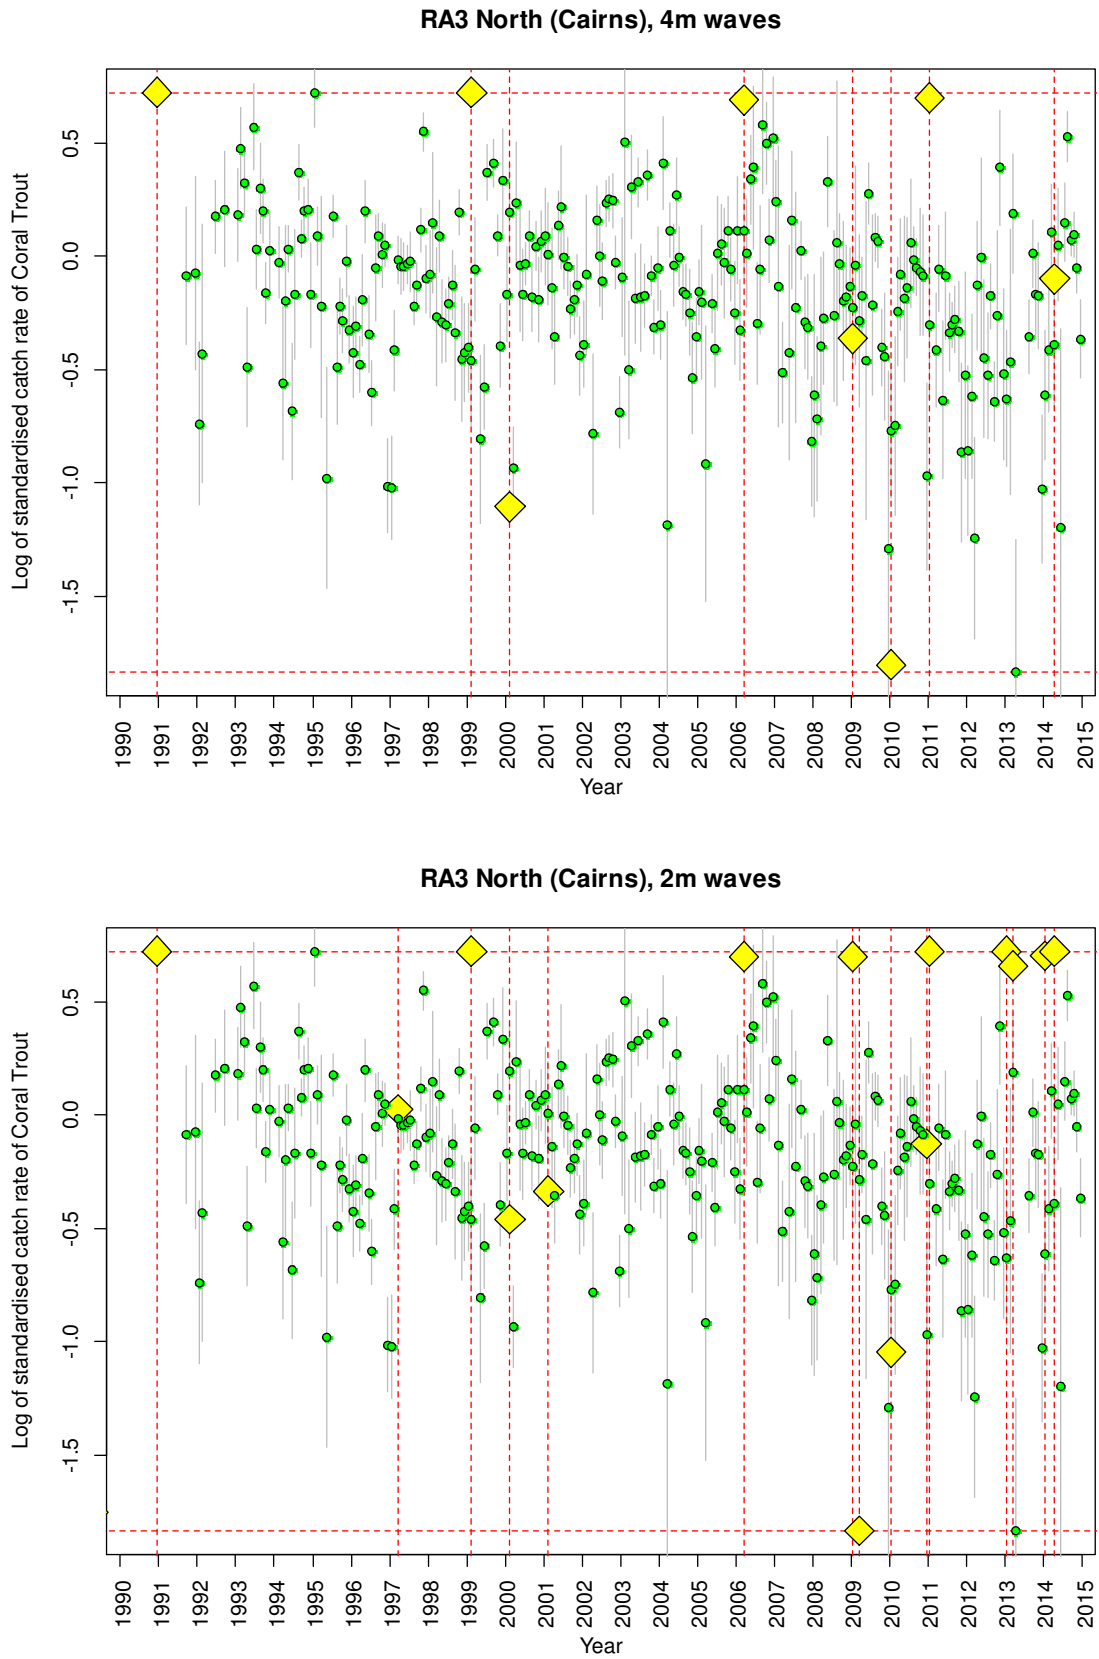 RA3 North (Cairns), 4m waves
Log of standardised catch rate of Coral Trout
0.5
0.0
-0.5
-1.0
-1.5
1990 1991 1992 1993 1994 1995 1996 1997 1998 1999 2000 2001 2002 2003 2004 2005 2006 2007 2008 2009 2010 2011 2012 2013 2014 2015
Year
RA3 North (Cairns), 2m waves
Log of standardised catch rate of Coral Trout
0.5
0.0
-0.5
-1.0
-1.5
1990 1991 1992 1993 1994 1995 1996 1997 1998 1999 2000 2001 2002 2003 2004 2005 2006 2007 2008 2009 2010 2011 2012 2013 2014 2015
Year